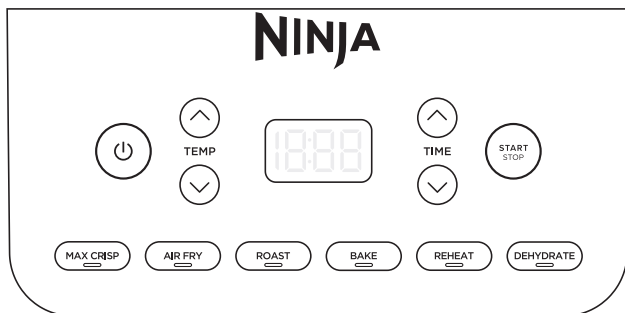 NINJA
TEMP
18:88
TIME
START
STOP
MAX CRISP
AIR FRY
ROAST
BAKE
REHEAT
DEHYDRATE